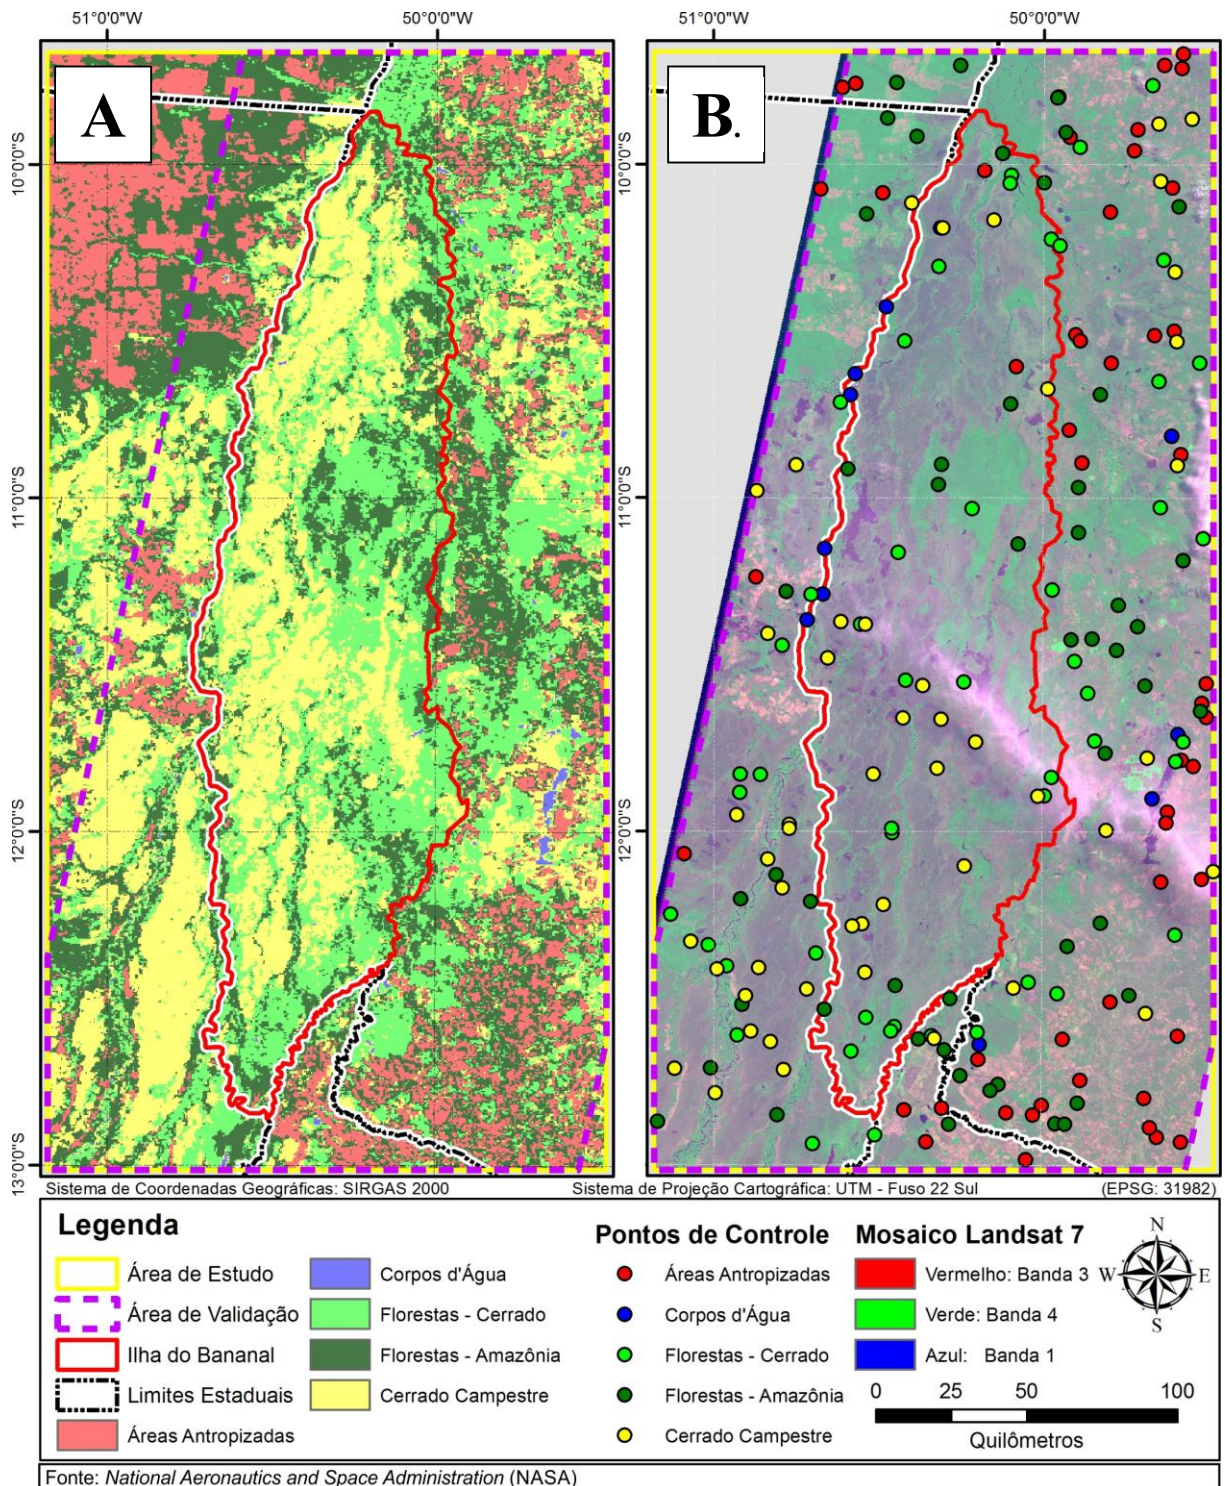 51°0'0"W
50°0'0"W
51°0'0"W
50°0'0"W
A
B.
10°0'0"S
11°0'0"S
12°0'0"S
13°0'0"S
10°0'0"S
11°0'0"S
12°0'0"S
Sistema de Coordenadas Geográficas: SIRGAS 2000
Sistema de Projeção Cartográfica: UTM - Fuso 22 Sul
(EPSG: 31982)
Legenda
Área de Estudo
Área de Validação
Ilha do Bananal
Limites Estaduais
Áreas Antropizadas
Corpos d'Água
Florestas - Cerrado
Florestas - Amazônia
Cerrado Campestre
Pontos de Controle
Áreas Antropizadas
Corpos d'Água
Florestas - Cerrado
Florestas - Amazônia
Cerrado Campestre
Mosaico Landsat 7
Vermelho: Banda 3
Verde: Banda 4
Azul: Banda 1
N
W E
S
0 25 50 100
Quilômetros
Fonte: National Aeronautics and Space Administration (NASA)